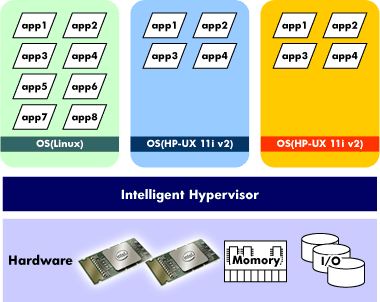 app1 app2 app1 app2 app1 app2
app3 app4 app3 app4 app3 app4
app5 app6
app7 app8
OS(Linux) OS(HP-UX 11i v2) OS(HP-UX 11i v2)
Intelligent Hypervisor
Hardware intel intel Momory I/O